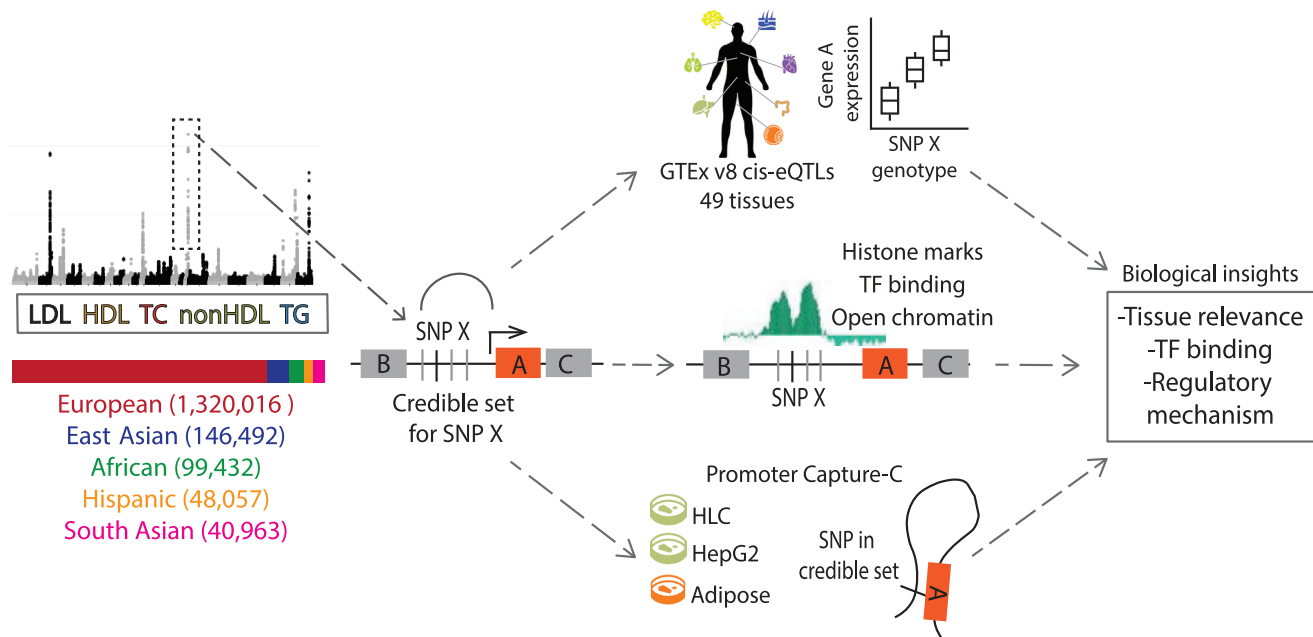 LDL HDL TC nonHDL TG
European (1,320,016 )
East Asian (146,492)
African (99,432)
Hispanic (48,057)
South Asian (40,963)
SNP X
B
A
C
Credible set
for SNP X
GTEx v8 cis-eQTLs
49 tissues
Gene A
expression
SNP X
genotype
Histone marks
TF binding
Open chromatin
B
A
C
SNP X
Promoter Capture-C
HLC
HepG2
Adipose
SNP in
credible set
A
Biological insights
-Tissue relevance
-TF binding
-Regulatory
mechanism